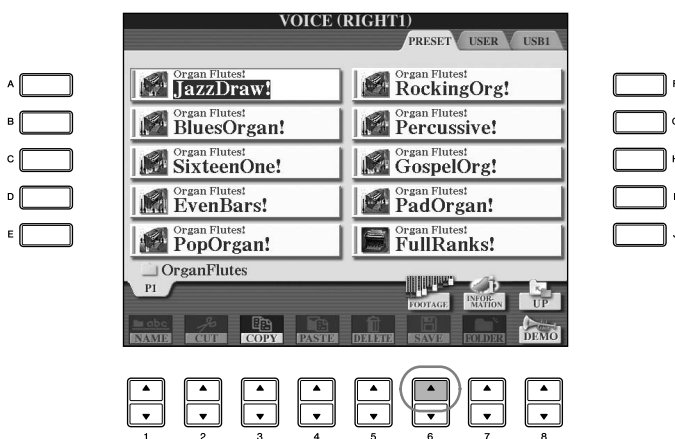 VOICE (RIGHT1)
PRESET USER USB1
A
Organ Flutes!
JazzDraw!
Organ Flutes!
RockingOrg!
B
Organ Flutes!
BluesOrgan!
Organ Flutes!
Percussive!
C
Organ Flutes!
SixteenOne!
Organ Flutes!
GospelOrg!
D
Organ Flutes!
EvenBars!
Organ Flutes!
PadOrgan!
E
Organ Flutes!
PopOrgan!
Organ Flutes!
FullRanks!
OrganFlutes
P1
FOOTAGE INFOR-MATION UP
abc
NAME CUT COPY PASTE DELETE SAVE FOLDER DEMO
1 2 3 4 5 6 7 8